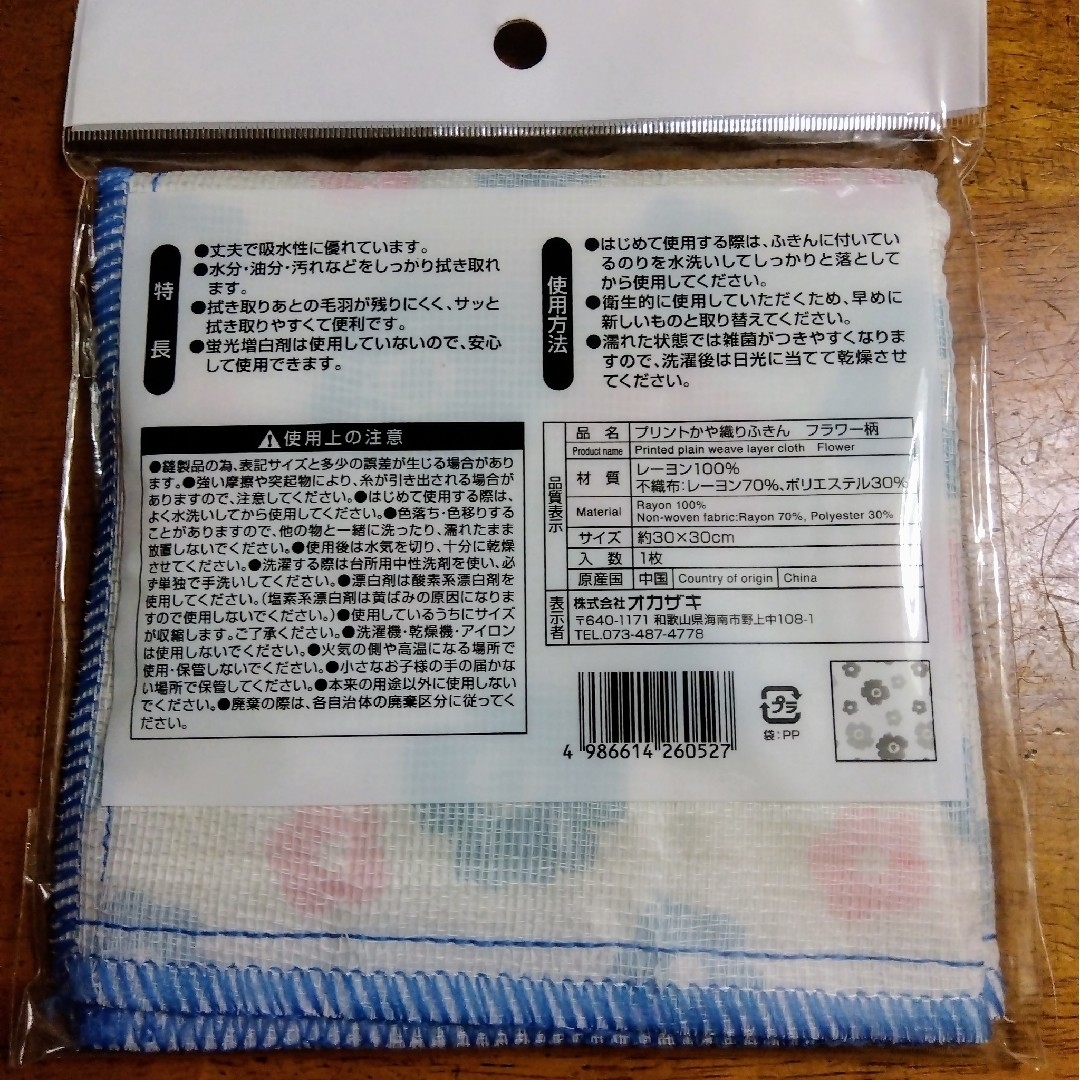 特長
●丈夫で吸水性に優れています。
●水分・油分・汚れなどをしっかり拭き取れ
ます。
●拭き取りあとの毛羽が残りにくく、サッと
拭き取りやすくて便利です。
●蛍光増白剤は使用していないので、安心
して使用できます。
使用方法
●はじめて使用する際は、ふきんに付いてい
るのりを水洗いしてしっかりと落として
から使用してください。
●衛生的に使用していただくため、早めに
新しいものと取り替えてください。
●濡れた状態では雑菌がつきやすくなりま
すので、洗濯後は日光に当てて乾燥させ
てください。
⚠使用上の注意
●縫製品の為、表記サイズと多少の誤差が生じる場合があり
ます。●強い摩擦や突起物により、糸が引き出される場合が
ありますので、注意してください。●はじめて使用する際は、
よく水洗いしてから使用してください。●色落ち・色移りする
ことがありますので、他の物と一緒に洗ったり、濡れたまま
放置しないでください。●使用後は水気を切り、十分に乾燥
させてください。●洗濯する際は台所用中性洗剤を使い、必
ず単独で手洗いしてください。●漂白剤は酸素系漂白剤を
使用してください。(塩素系漂白剤は黄ばみの原因になりま
すので使用しないでください。)●使用しているうちにサイズ
が収縮します。ご了承ください。●洗濯機・乾燥機・アイロン
は使用しないでください。●火気の側や高温になる場所で
使用・保管しないでください。●小さなお子様の手の届かな
い場所で保管してください。●本来の用途以外に使用しない
でください。●廃棄の際は、各自治体の廃棄区分に従ってく
ださい。
品質表示
品名 プリントかや織りふきん フラワー柄
Product name Printed plain weave layer cloth Flower
材質 レーヨン100%
不織布:レーヨン70%、ポリエステル30%
Material Rayon 100%
Non-woven fabric:Rayon 70%, Polyester 30%
サイズ 約30×30cm
入数 1枚
原産国 中国 Country of origin China
表示者
株式会社オカザキ
〒640-1171 和歌山県海南市野上中108-1
TEL.073-487-4778
4 986614 260527
プラ
袋:PP